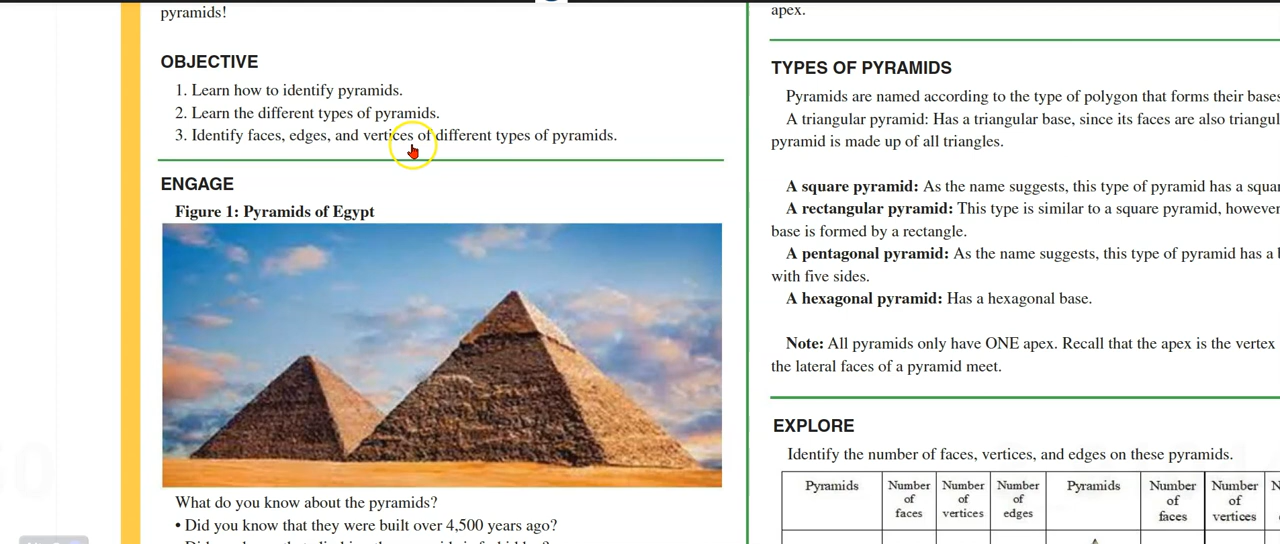 pyramids!
OBJECTIVE
1. Learn how to identify pyramids.
2. Learn the different types of pyramids.
3. Identify faces, edges, and vertices of different types of pyramids.
ENGAGE
Figure 1: Pyramids of Egypt
What do you know about the pyramids?
• Did you know that they were built over 4,500 years ago?
apex.
TYPES OF PYRAMIDS
Pyramids are named according to the type of polygon that forms their bases
A triangular pyramid: Has a triangular base, since its faces are also triangul
pyramid is made up of all triangles.
A square pyramid: As the name suggests, this type of pyramid has a squa
A rectangular pyramid: This type is similar to a square pyramid, however
base is formed by a rectangle.
A pentagonal pyramid: As the name suggests, this type of pyramid has a b
with five sides.
A hexagonal pyramid: Has a hexagonal base.
Note: All pyramids only have ONE apex. Recall that the apex is the vertex
the lateral faces of a pyramid meet.
EXPLORE
Identify the number of faces, vertices, and edges on these pyramids.
Pyramids Number of faces Number of vertices Number of edges Pyramids Number of faces Number of vertices N